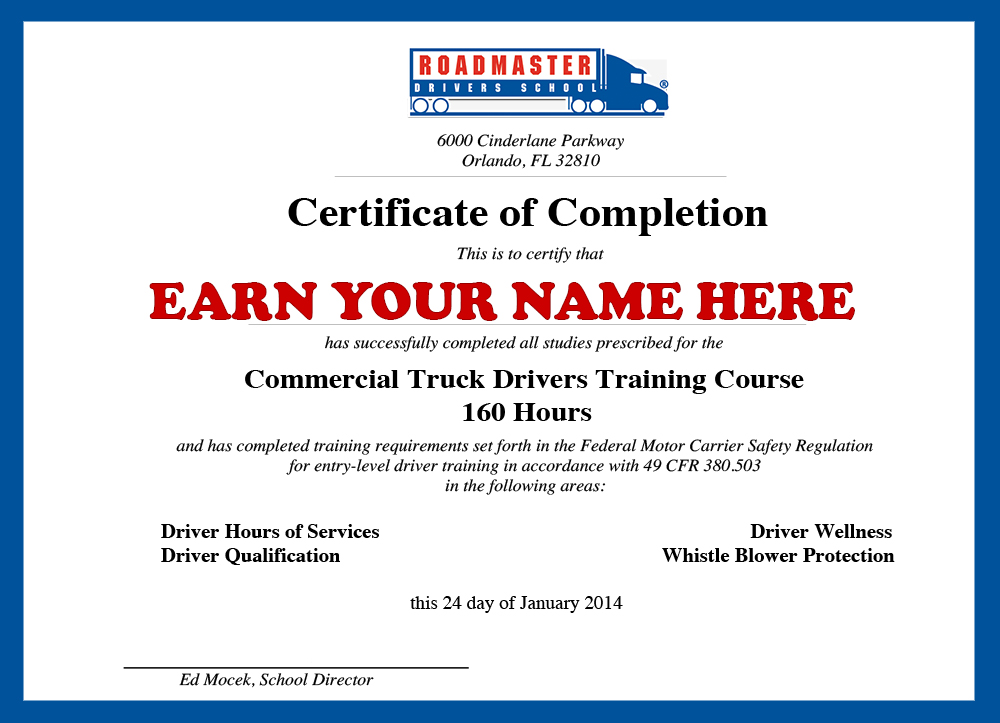 ROADMASTER
DRIVERS SCHOOL ®
6000 Cinderlane Parkway
Orlando, FL 32810
Certificate of Completion
This is to certify that
EARN YOUR NAME HERE
has successfully completed all studies prescribed for the
Commercial Truck Drivers Training Course
160 Hours
and has completed training requirements set forth in the Federal Motor Carrier Safety Regulation
for entry-level driver training in accordance with 49 CFR 380.503
in the following areas:
Driver Hours of Services Driver Wellness
Driver Qualification Whistle Blower Protection
this 24 day of January 2014
Ed Mocek, School Director